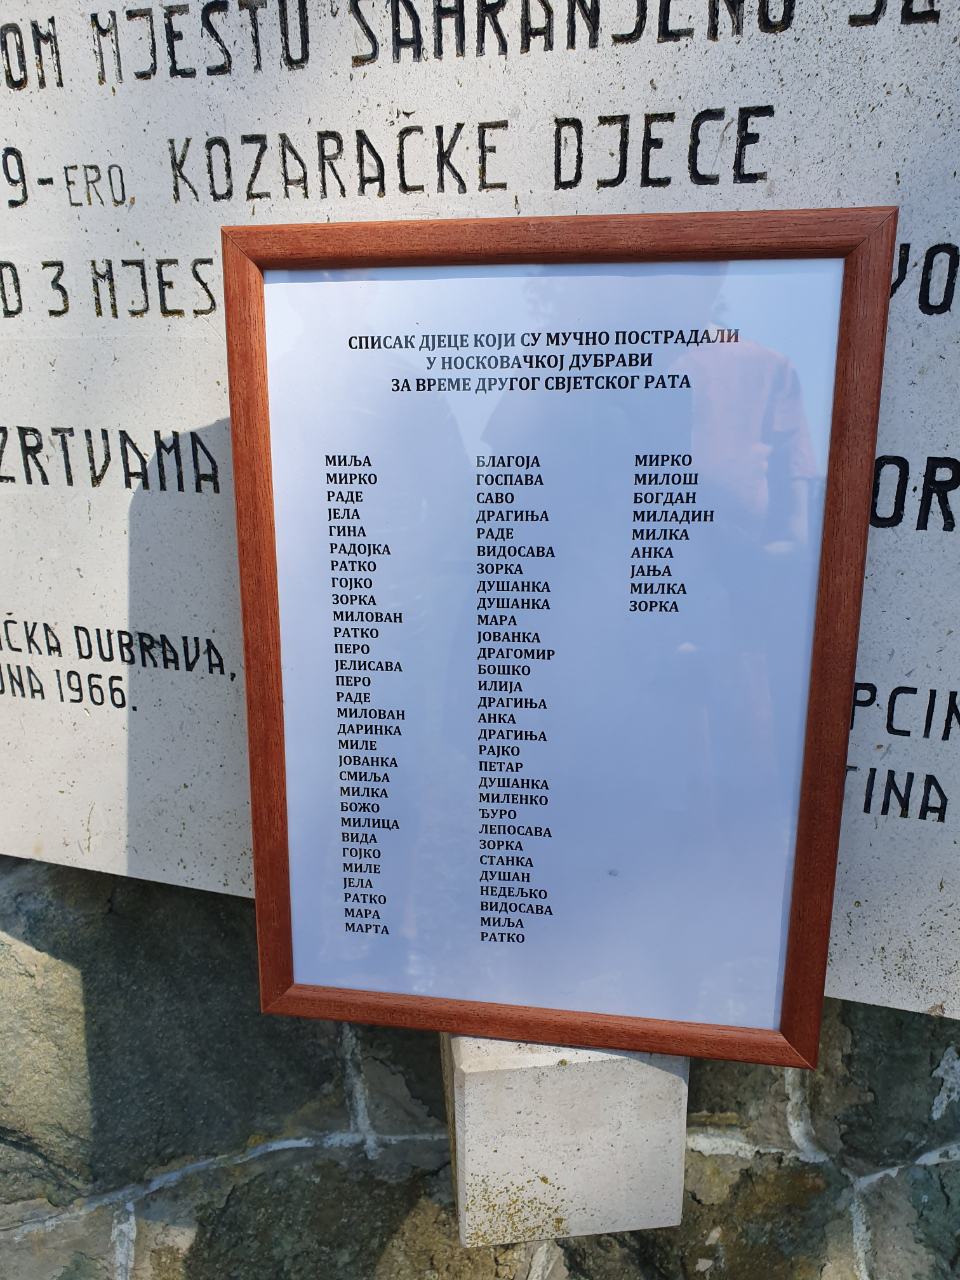 OM MJESTU SAHRANJENO JE
9-ERO KOZARAČKE DJECE
D 3 MJES
VO
ŽRTVAMA
OR
AČKA DUBRAVA,
JNA 1966.
PCIN
TINA
СПИСАК ДЈЕЦЕ КОЈИ СУ МУЧНО ПОСТРАДАЛИ
У НОСКОВАЧКОЈ ДУБРАВИ
ЗА ВРЕМЕ ДРУГОГ СВЈЕТСКОГ РАТА
МИЉА
МИРКО
РАДЕ
ЈЕЛА
ГИНА
РАДОЈКА
РАТКО
ГОЈКО
ЗОРКА
МИЛОВАН
РАТКО
ПЕРО
ЈЕЛИСАВА
ПЕРО
РАДЕ
МИЛОВАН
ДАРИНКА
МИЛЕ
ЈОВАНКА
СМИЉА
МИЛКА
БОЖО
МИЛИЦА
ВИДА
ГОЈКО
МИЛЕ
ЈЕЛА
РАТКО
МАРА
МАРТА
БЛАГОЈА
ГОСПАВА
САВО
ДРАГИЊА
РАДЕ
ВИДОСАВА
ЗОРКА
ДУШАНКА
ДУШАНКА
МАРА
ЈОВАНКА
ДРАГОМИР
БОШКО
ИЛИЈА
ДРАГИЊА
АНКА
ДРАГИЊА
РАЈКО
ПЕТАР
ДУШАНКА
МИЛЕНКО
ЂУРО
ЛЕПОСАВА
ЗОРКА
СТАНКА
ДУШАН
НЕДЕЉКО
ВИДОСАВА
МИЉА
РАТКО
МИРКО
МИЛОШ
БОГДАН
МИЛАДИН
МИЛКА
АНКА
ЈАЊА
МИЛКА
ЗОРКА